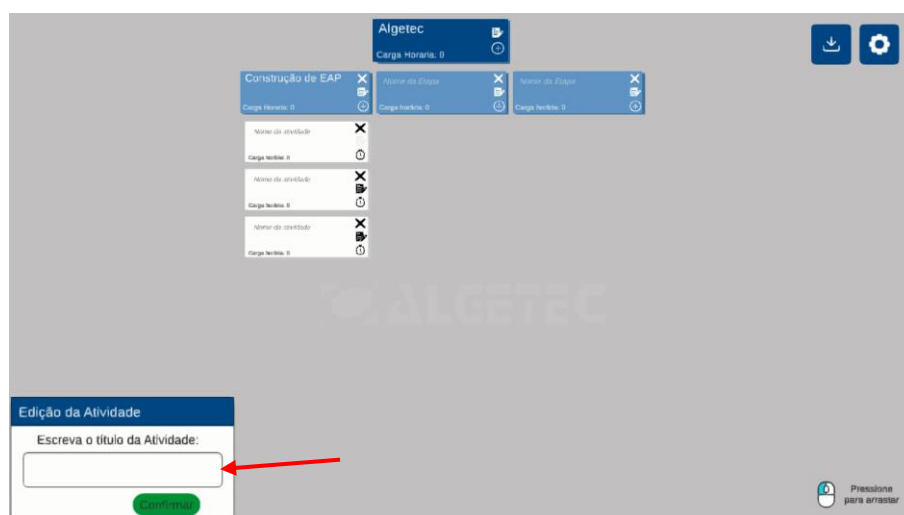 Algetec
Carga Horaria: 0
Construção de EAP
Carga Horaria: 0
Nome da Etapa
Carga horária: 0
Nome da Etapa
Carga horária: 0
Nome da atividade
Carga horária: 0
Nome da atividade
Carga horária: 0
Nome da atividade
Carga horária: 0
ALGETEC
Edição da Atividade
Escreva o título da Atividade:
Confirmar
Pressione
para arrastar